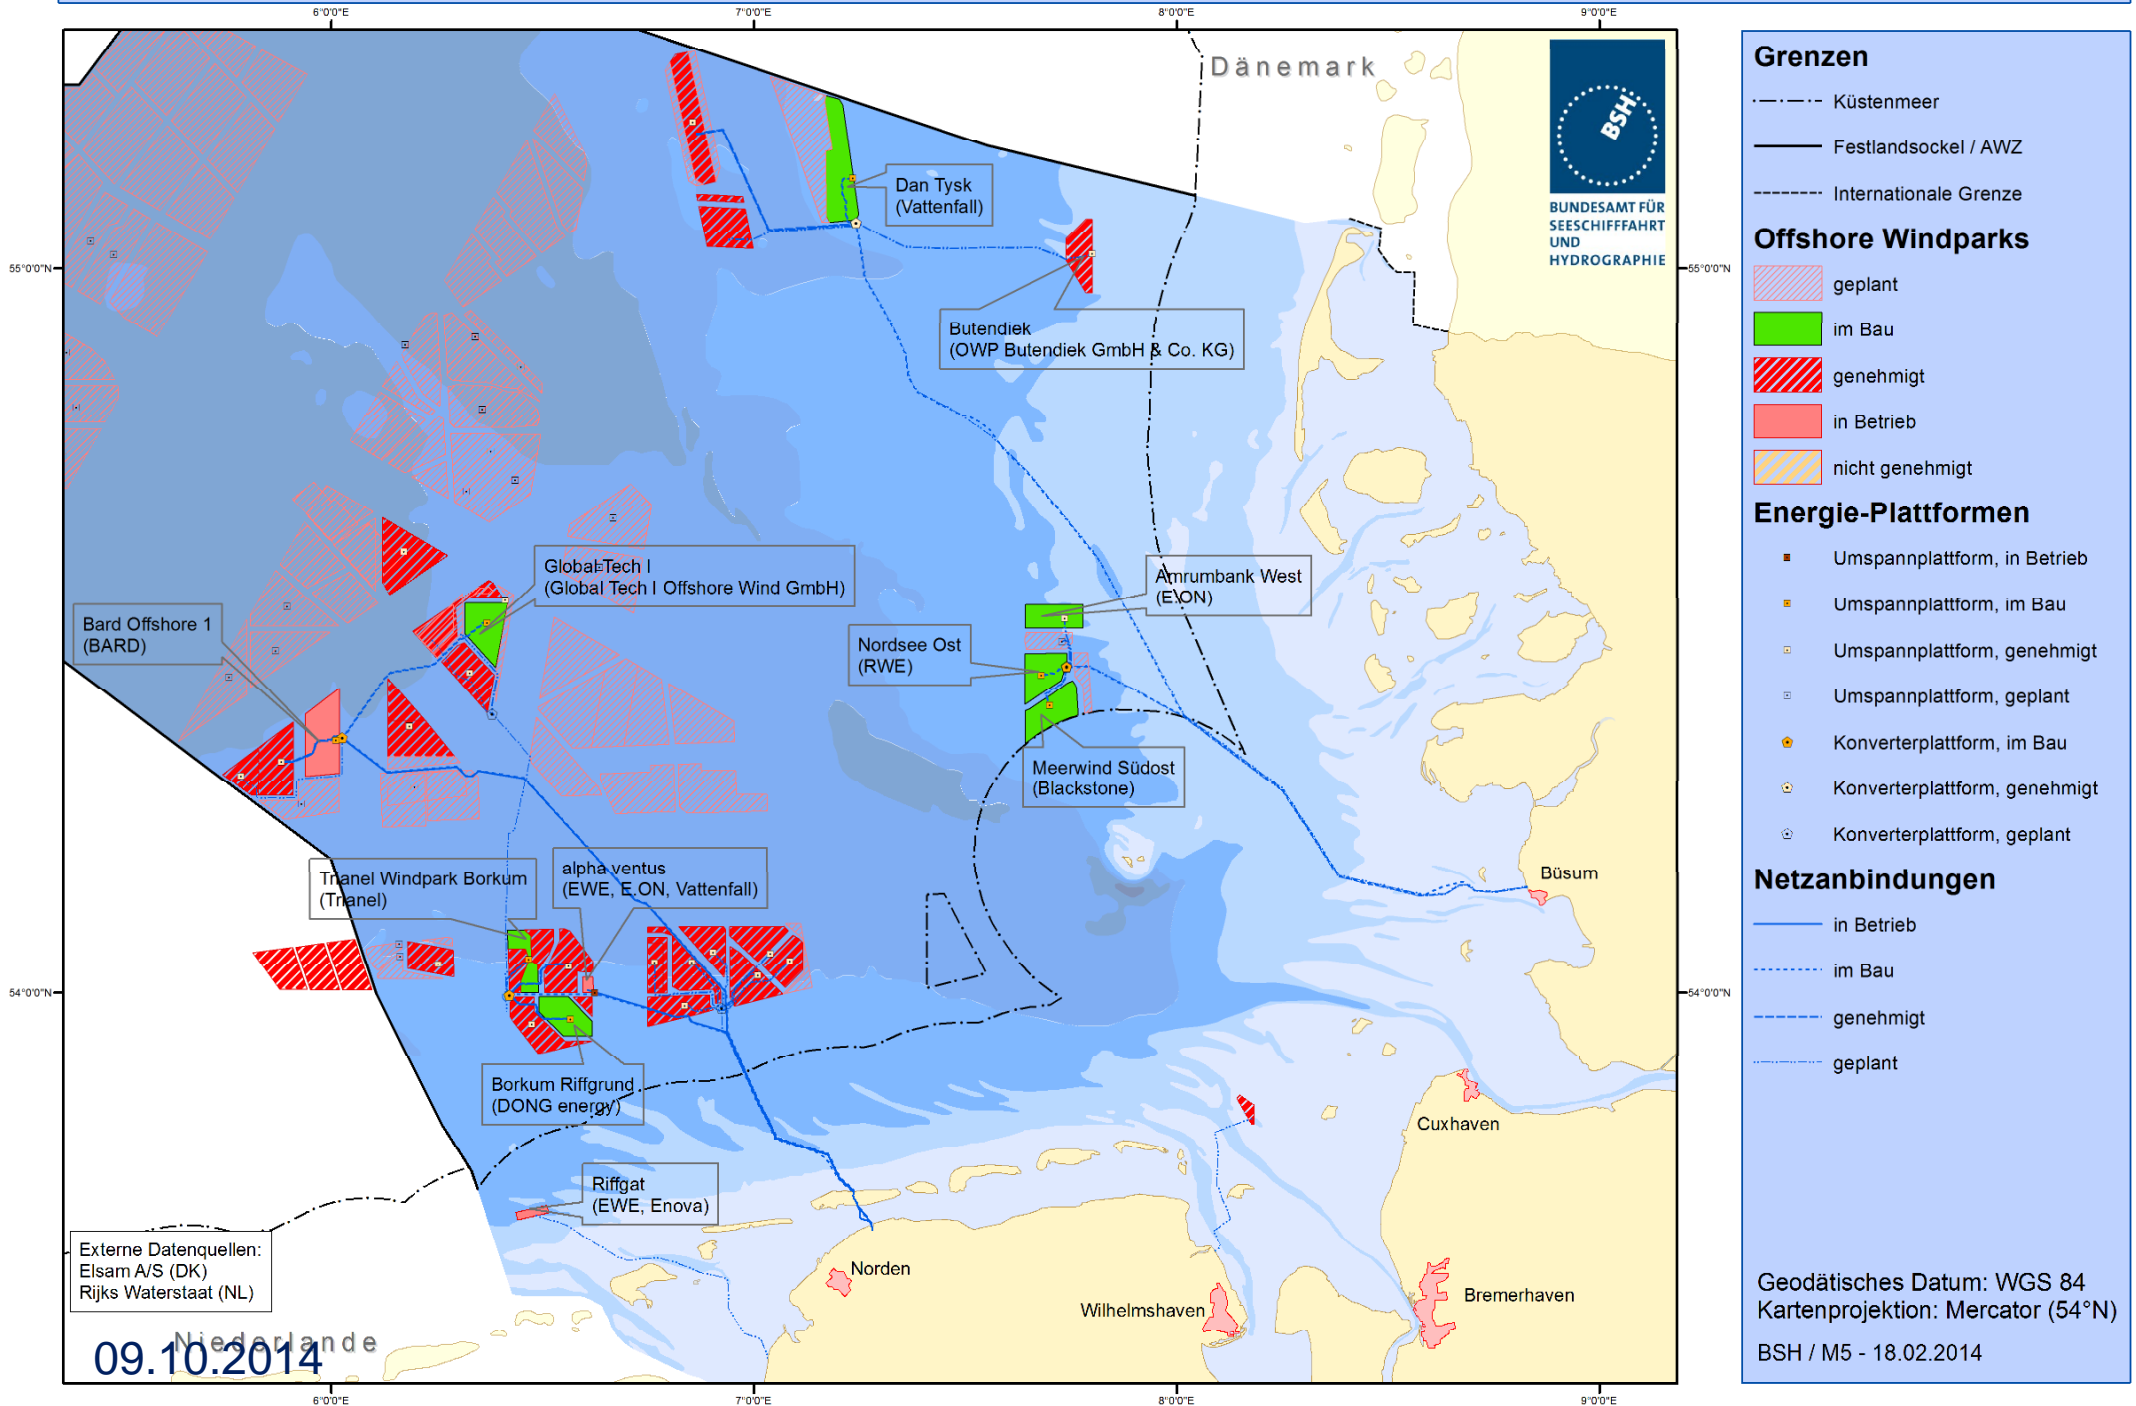 6°0'0"E
7°0'0"E
8°0'0"E
9°0'0"E
Dänemark
BSH
BUNDESAMT FÜR
SEESCHIFFFAHRT
UND
HYDROGRAPHIE
Dan Tysk
(Vattenfall)
55°0'0"N
55°0'0"N
Butendiek
(OWP Butendiek GmbH & Co. KG)
Global Tech I
(Global Tech I Offshore Wind GmbH)
Amrumbank West
(E.ON)
Bard Offshore 1
(BARD)
Nordsee Ost
(RWE)
Meerwind Südost
(Blackstone)
Trianel Windpark Borkum
(Trianel)
alpha ventus
(EWE, E.ON, Vattenfall)
Büsum
54°0'0"N
54°0'0"N
Borkum Riffgrund
(DONG energy)
Cuxhaven
Riffgat
(EWE, Enova)
Externe Datenquellen:
Elsam A/S (DK)
Rijks Waterstaat (NL)
Norden
Wilhelmshaven
Bremerhaven
Niederlande
09.10.2014
6°0'0"E
7°0'0"E
8°0'0"E
9°0'0"E
Grenzen
Küstenmeer
Festlandsockel / AWZ
Internationale Grenze
Offshore Windparks
geplant
im Bau
genehmigt
in Betrieb
nicht genehmigt
Energie-Plattformen
Umspannplattform, in Betrieb
Umspannplattform, im Bau
Umspannplattform, genehmigt
Umspannplattform, geplant
Konverterplattform, im Bau
Konverterplattform, genehmigt
Konverterplattform, geplant
Netzanbindungen
in Betrieb
im Bau
genehmigt
geplant
Geodätisches Datum: WGS 84
Kartenprojektion: Mercator (54°N)
BSH / M5 - 18.02.2014